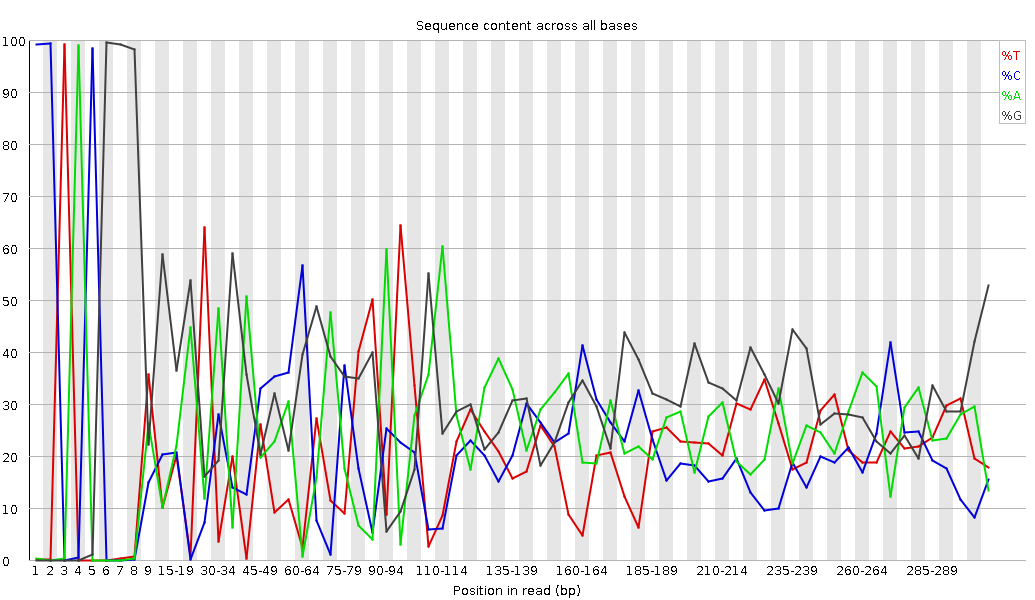 Sequence content across all bases
100
90
80
70
60
50
40
30
20
10
0
%T
%C
%A
%G
1 2 3 4 5 6 7 8 9 15-19 30-34 45-49 60-64 75-79 90-94 110-114 135-139 160-164 185-189 210-214 235-239 260-264 285-289
Position in read (bp)